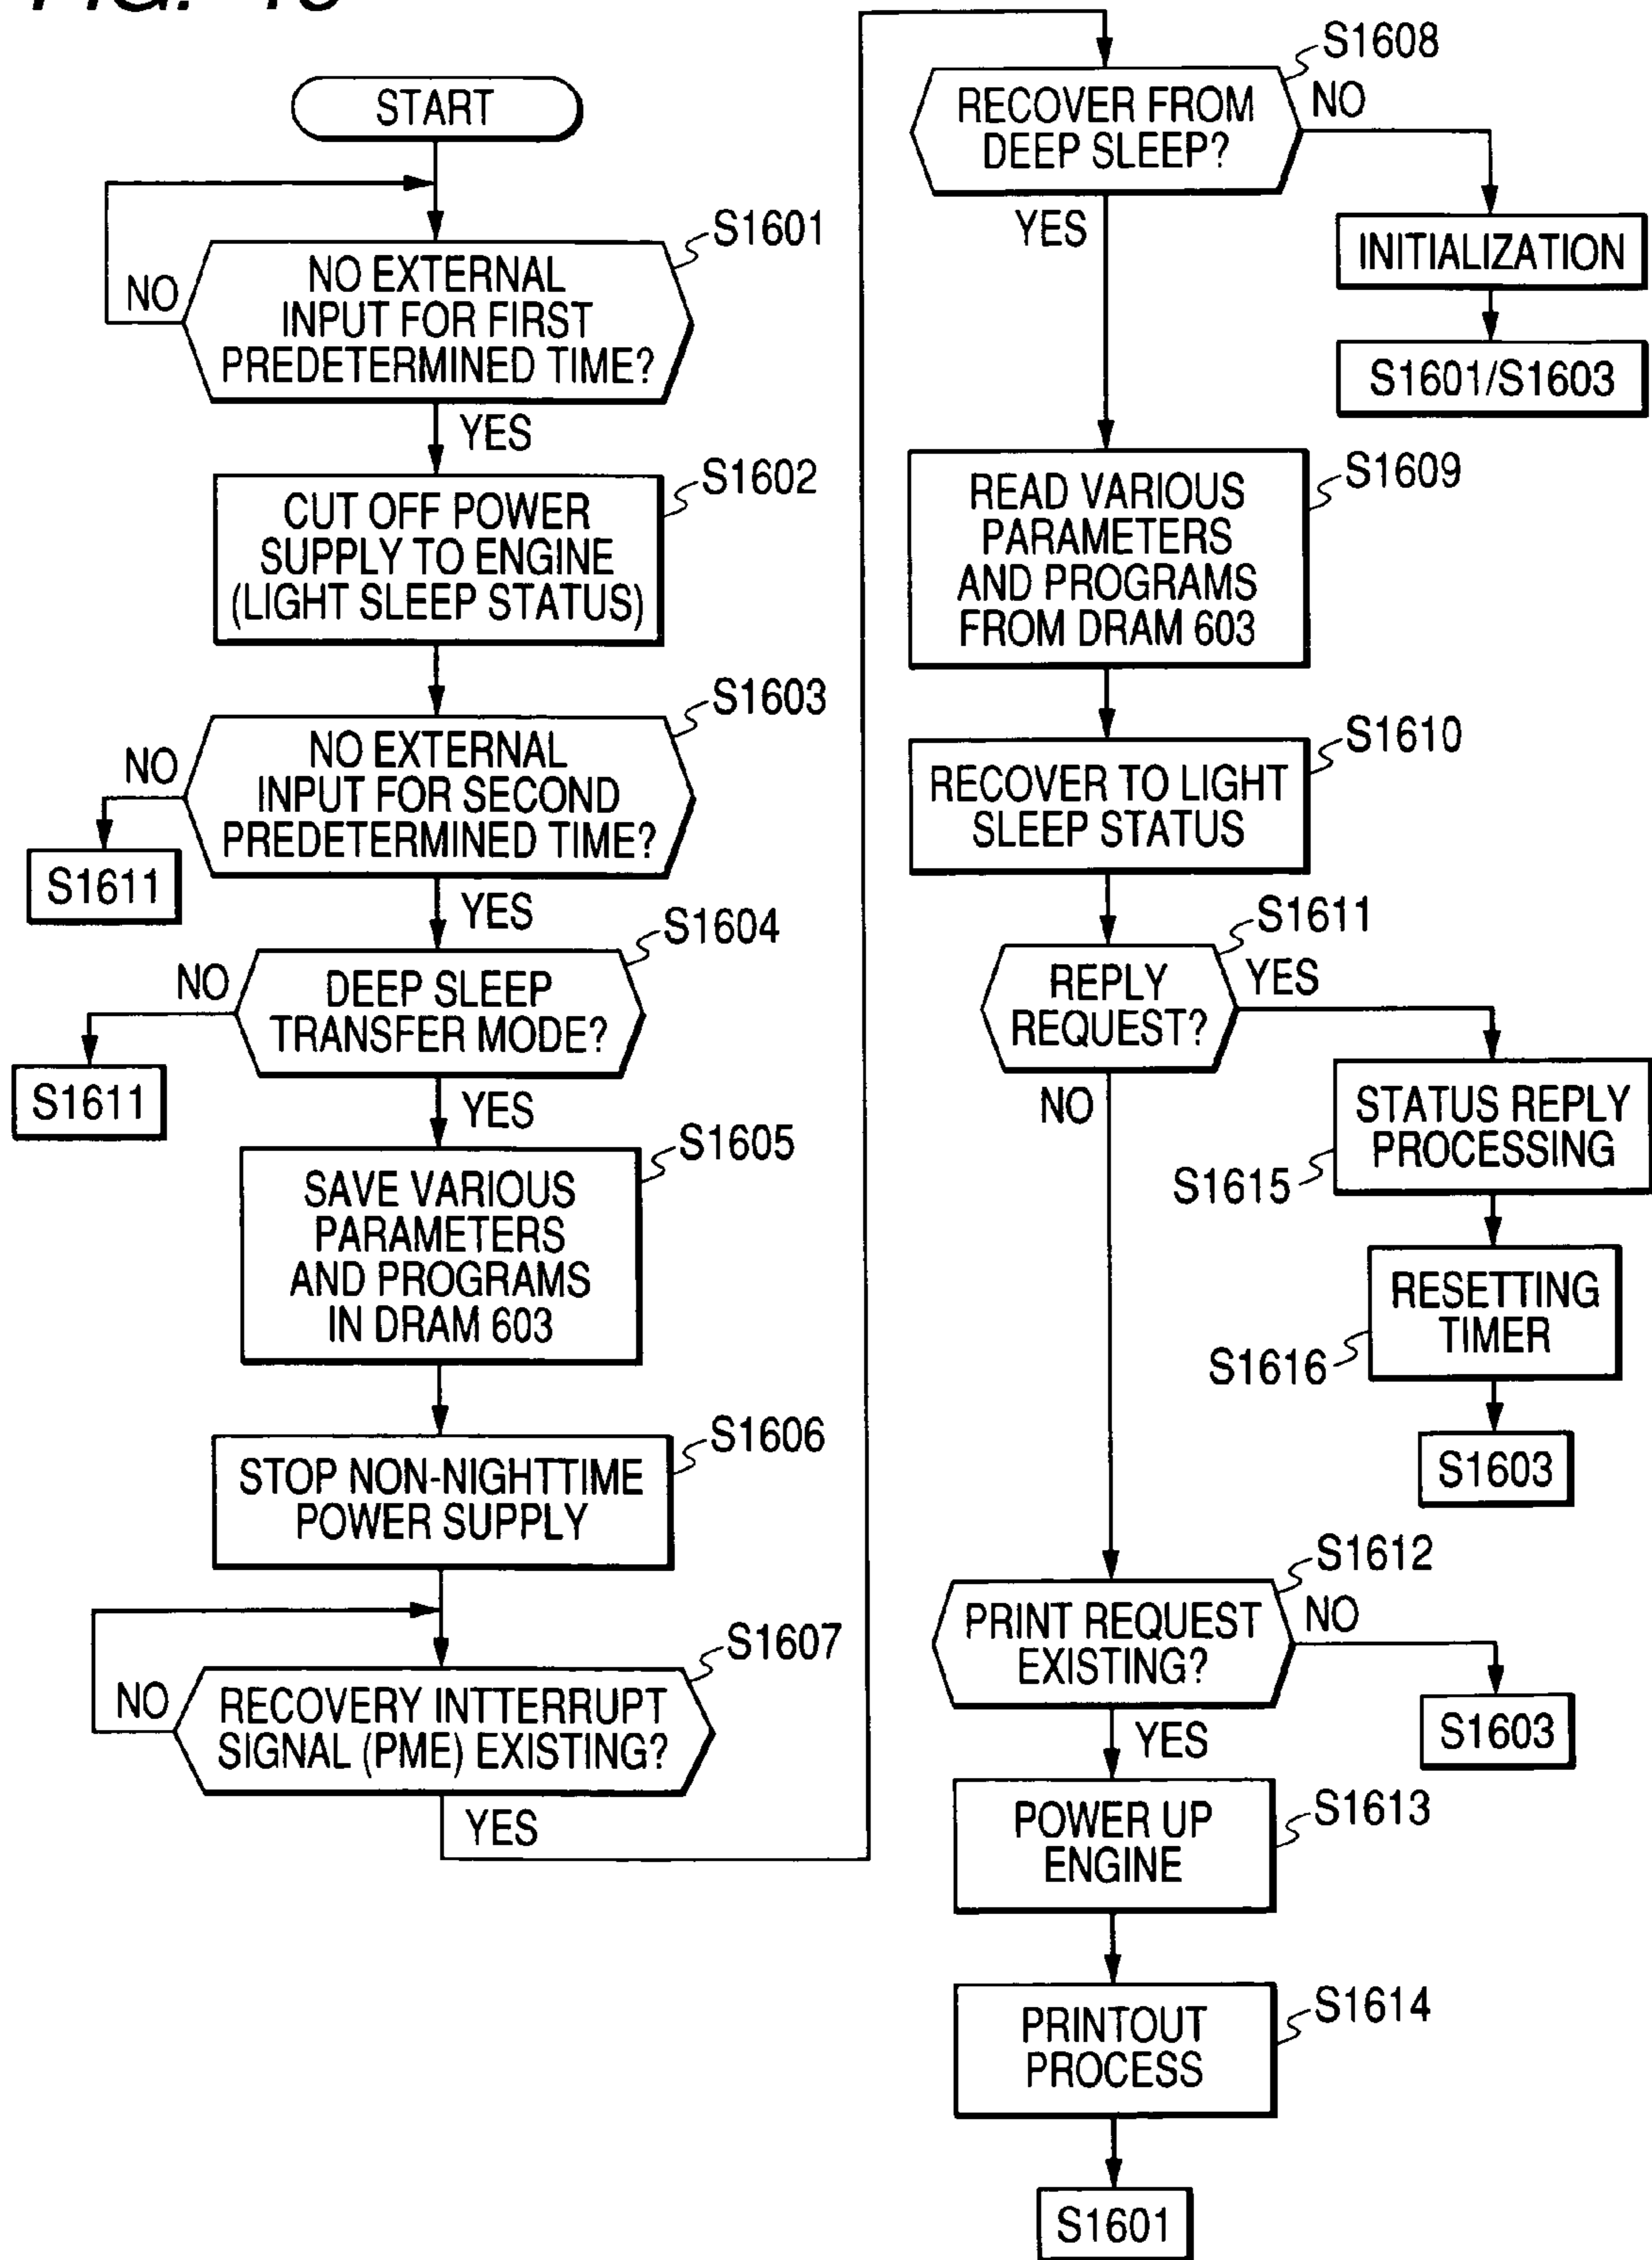 START
S1601
NO EXTERNAL
INPUT FOR FIRST
PREDETERMINED TIME?
NO
YES
S1602
CUT OFF POWER
SUPPLY TO ENGINE
(LIGHT SLEEP STATUS)
S1603
NO EXTERNAL
INPUT FOR SECOND
PREDETERMINED TIME?
NO
S1611
YES
S1604
DEEP SLEEP
TRANSFER MODE?
NO
S1611
YES
S1605
SAVE VARIOUS
PARAMETERS
AND PROGRAMS
IN DRAM 603
S1606
STOP NON-NIGHTTIME
POWER SUPPLY
S1607
RECOVERY INTTERRUPT
SIGNAL (PME) EXISTING?
NO
YES
S1608
RECOVER FROM
DEEP SLEEP?
NO
INITIALIZATION
S1601/S1603
YES
S1609
READ VARIOUS
PARAMETERS
AND PROGRAMS
FROM DRAM 603
S1610
RECOVER TO LIGHT
SLEEP STATUS
S1611
REPLY
REQUEST?
YES
STATUS REPLY
PROCESSING
S1615
RESETTING
TIMER
S1616
S1603
NO
S1612
PRINT REQUEST
EXISTING?
NO
S1603
YES
S1613
POWER UP
ENGINE
S1614
PRINTOUT
PROCESS
S1601